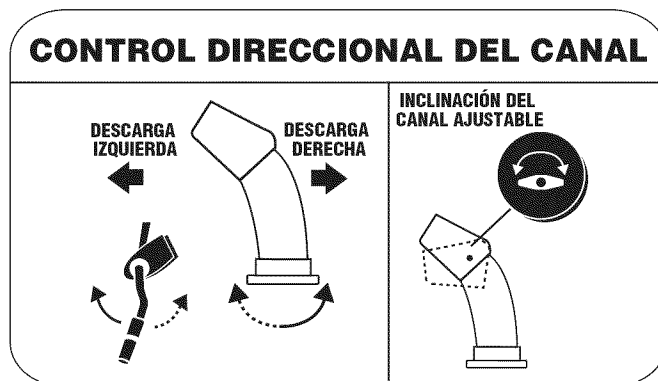 CONTROL DIRECCIONAL DEL CANAL
DESCARGA
IZQUIERDA
DESCARGA
DERECHA
INCLINACIÓN DEL
CANAL AJUSTABLE